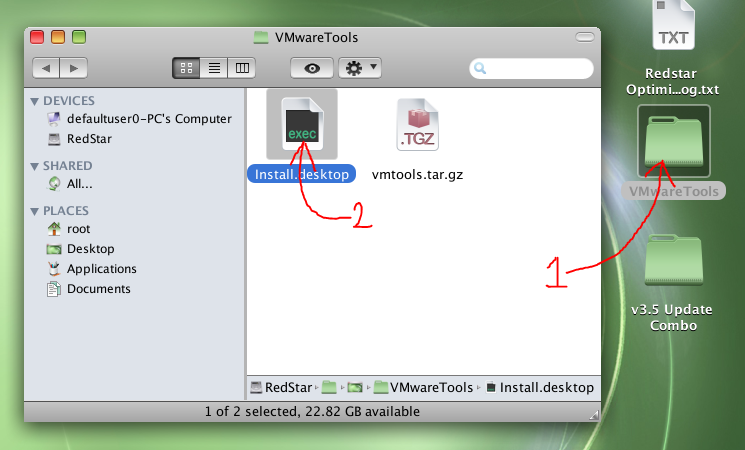 VMwareTools
DEVICES
defaultuser0-PC's Computer
RedStar
SHARED
All...
PLACES
root
Desktop
Applications
Documents
exec
Install.desktop
.TGZ
vmtools.tar.gz
2
1
RedStar
VMwareTools
Install.desktop
1 of 2 selected, 22.82 GB available
TXT
Redstar
Optimi...og.txt
VMwareTools
v3.5 Update
Combo